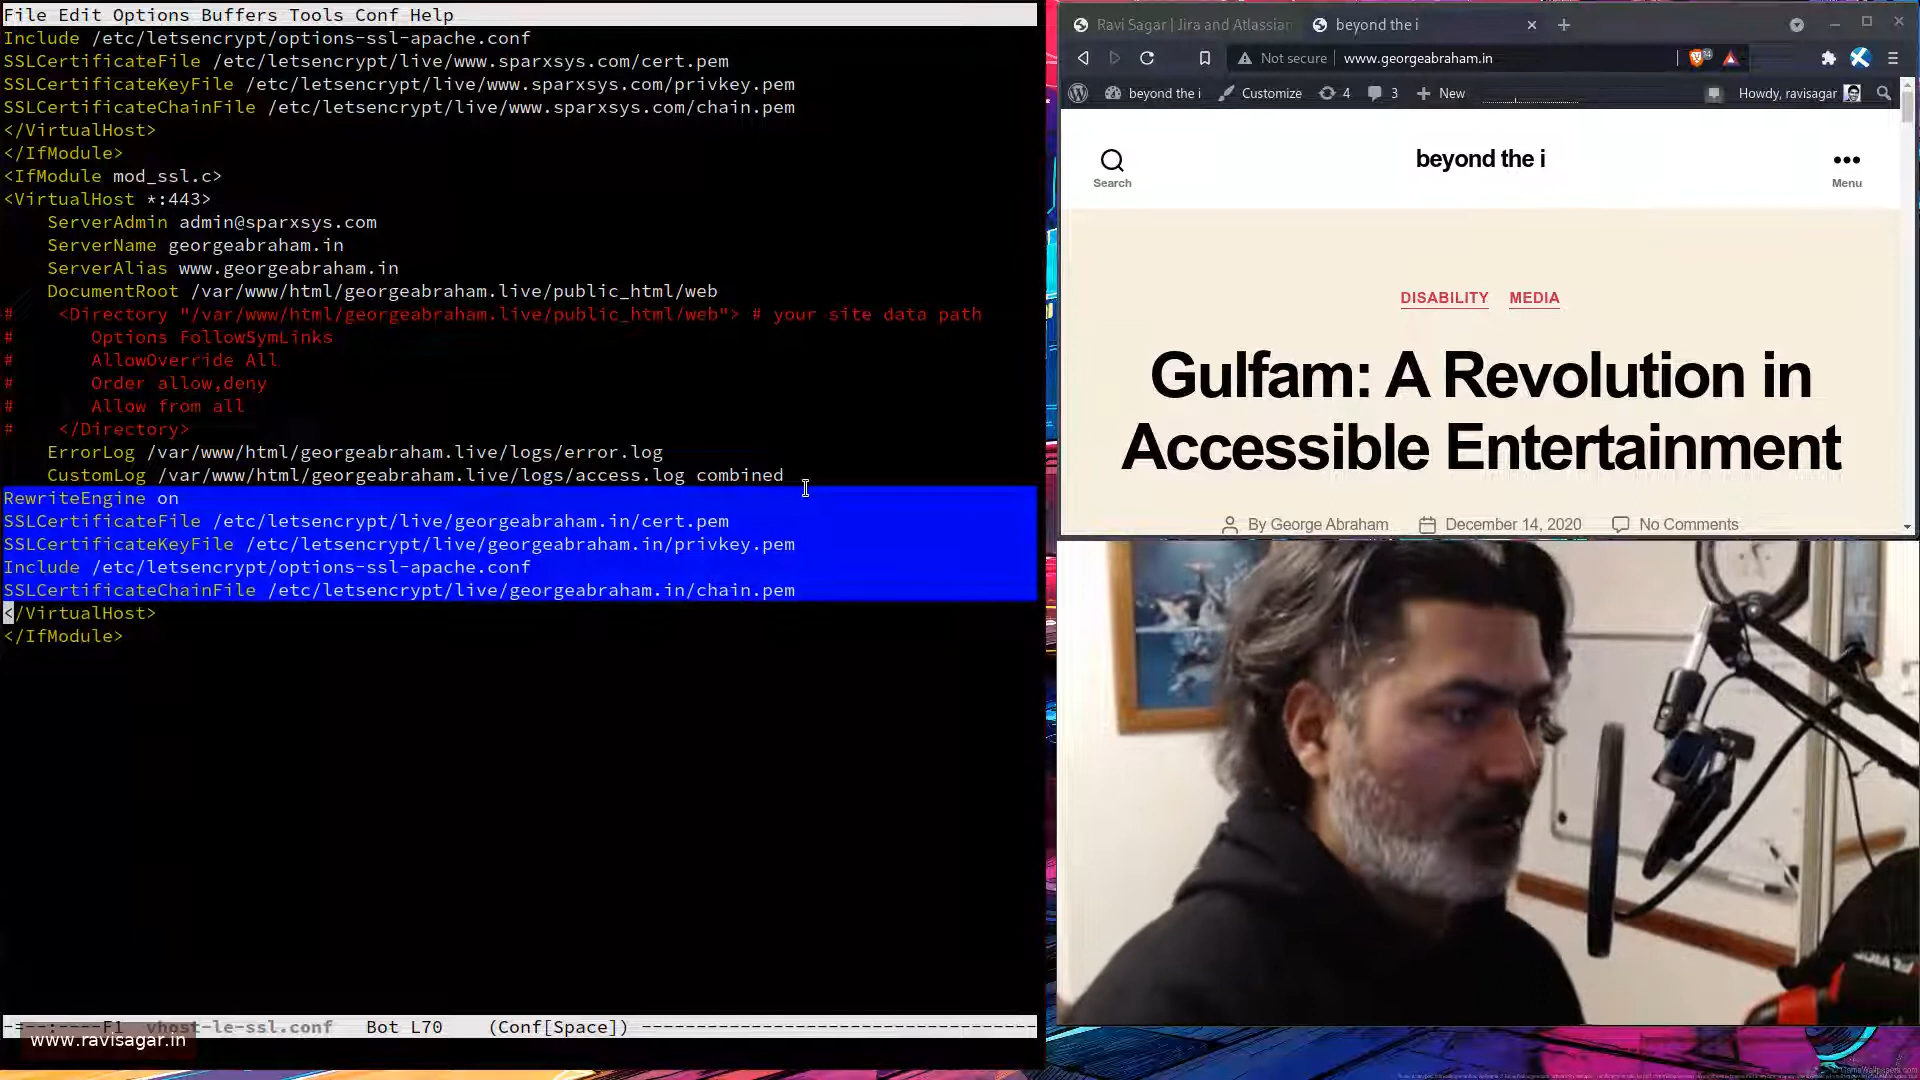 File Edit Options Buffers Tools Conf Help
Include /etc/letsencrypt/options-ssl-apache.conf
SSLCertificateFile /etc/letsencrypt/live/www.sparxsys.com/cert.pem
SSLCertificateKeyFile /etc/letsencrypt/live/www.sparxsys.com/privkey.pem
SSLCertificateChainFile /etc/letsencrypt/live/www.sparxsys.com/chain.pem
</VirtualHost>
</IfModule>
<IfModule mod_ssl.c>
<VirtualHost *:443>
ServerAdmin admin@sparxsys.com
ServerName georgeabraham.in
ServerAlias www.georgeabraham.in
DocumentRoot /var/www/html/georgeabraham.live/public_html/web
# <Directory "/var/www/html/georgeabraham.live/public_html/web"> # your site data path
# Options FollowSymLinks
# AllowOverride All
# Order allow,deny
# Allow from all
# </Directory>
ErrorLog /var/www/html/georgeabraham.live/logs/error.log
CustomLog /var/www/html/georgeabraham.live/logs/access.log combined
RewriteEngine on
SSLCertificateFile /etc/letsencrypt/live/georgeabraham.in/cert.pem
SSLCertificateKeyFile /etc/letsencrypt/live/georgeabraham.in/privkey.pem
Include /etc/letsencrypt/options-ssl-apache.conf
SSLCertificateChainFile /etc/letsencrypt/live/georgeabraham.in/chain.pem
</VirtualHost>
</IfModule>
-=--:----F1 vhost-le-ssl.conf Bot L70 (Conf[Space])
www.ravisagar.in
Ravi Sagar | Jira and Atlassian
beyond the i
Not secure
www.georgeabraham.in
beyond the i
Customize
4
3
New
Howdy, ravisagar
Search
beyond the i
Menu
DISABILITY MEDIA
Gulfam: A Revolution in
Accessible Entertainment
By George Abraham
December 14, 2020
No Comments